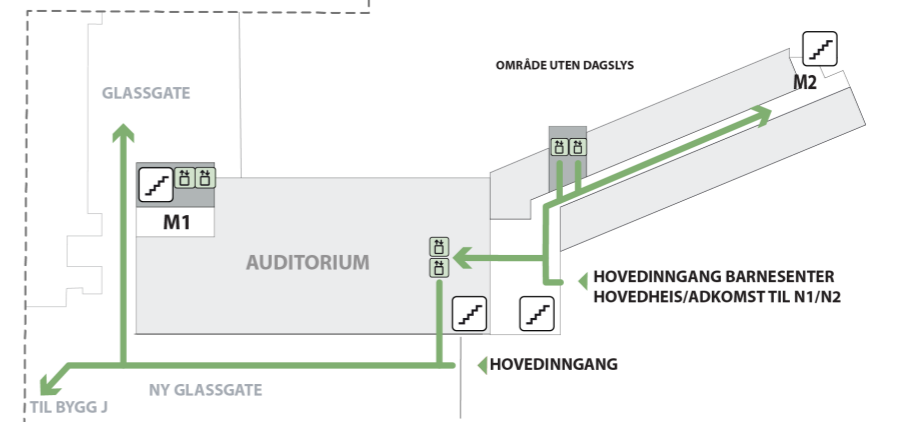 OMRÅDE UTEN DAGSLYS
M2
GLASSGATE
M1
AUDITORIUM
HOVEDINNGANG BARNESENTER
HOVEDHEIS/ADKOMST TIL N1/N2
HOVEDINNGANG
NY GLASSGATE
TIL BYGG J